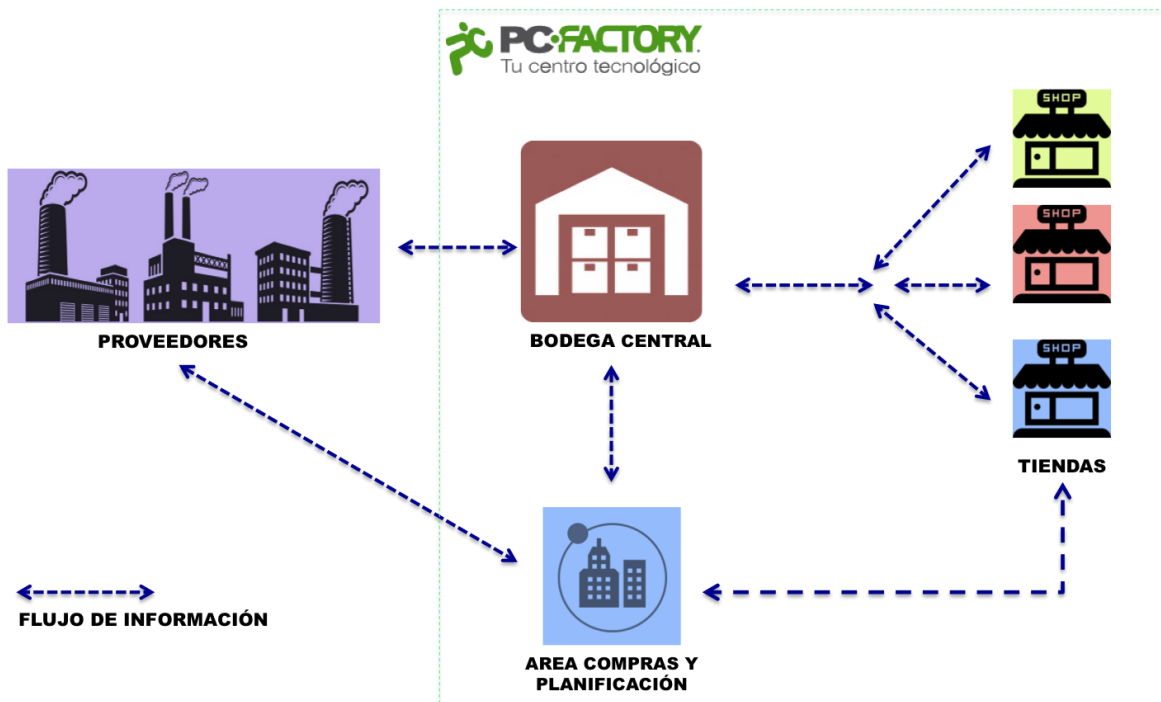 PC·FACTORY.
Tu centro tecnológico
SHOP
SHOP
SHOP
PROVEEDORES
BODEGA CENTRAL
TIENDAS
FLUJO DE INFORMACIÓN
AREA COMPRAS Y
PLANIFICACIÓN